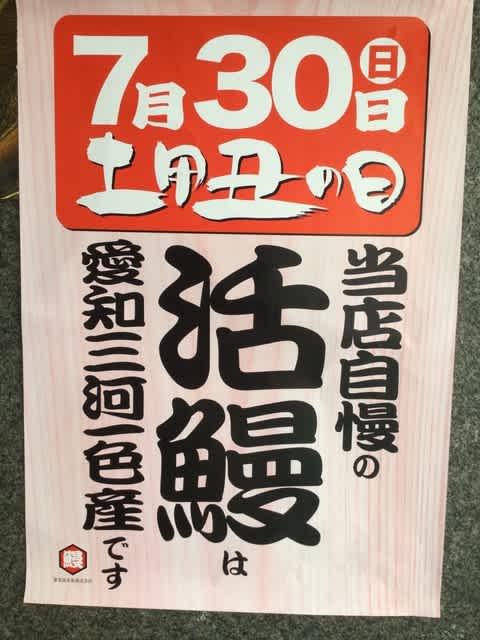 7月30日㊐
土用丑の日
当店自慢の
活鰻は
愛知三河一色産です
鰻